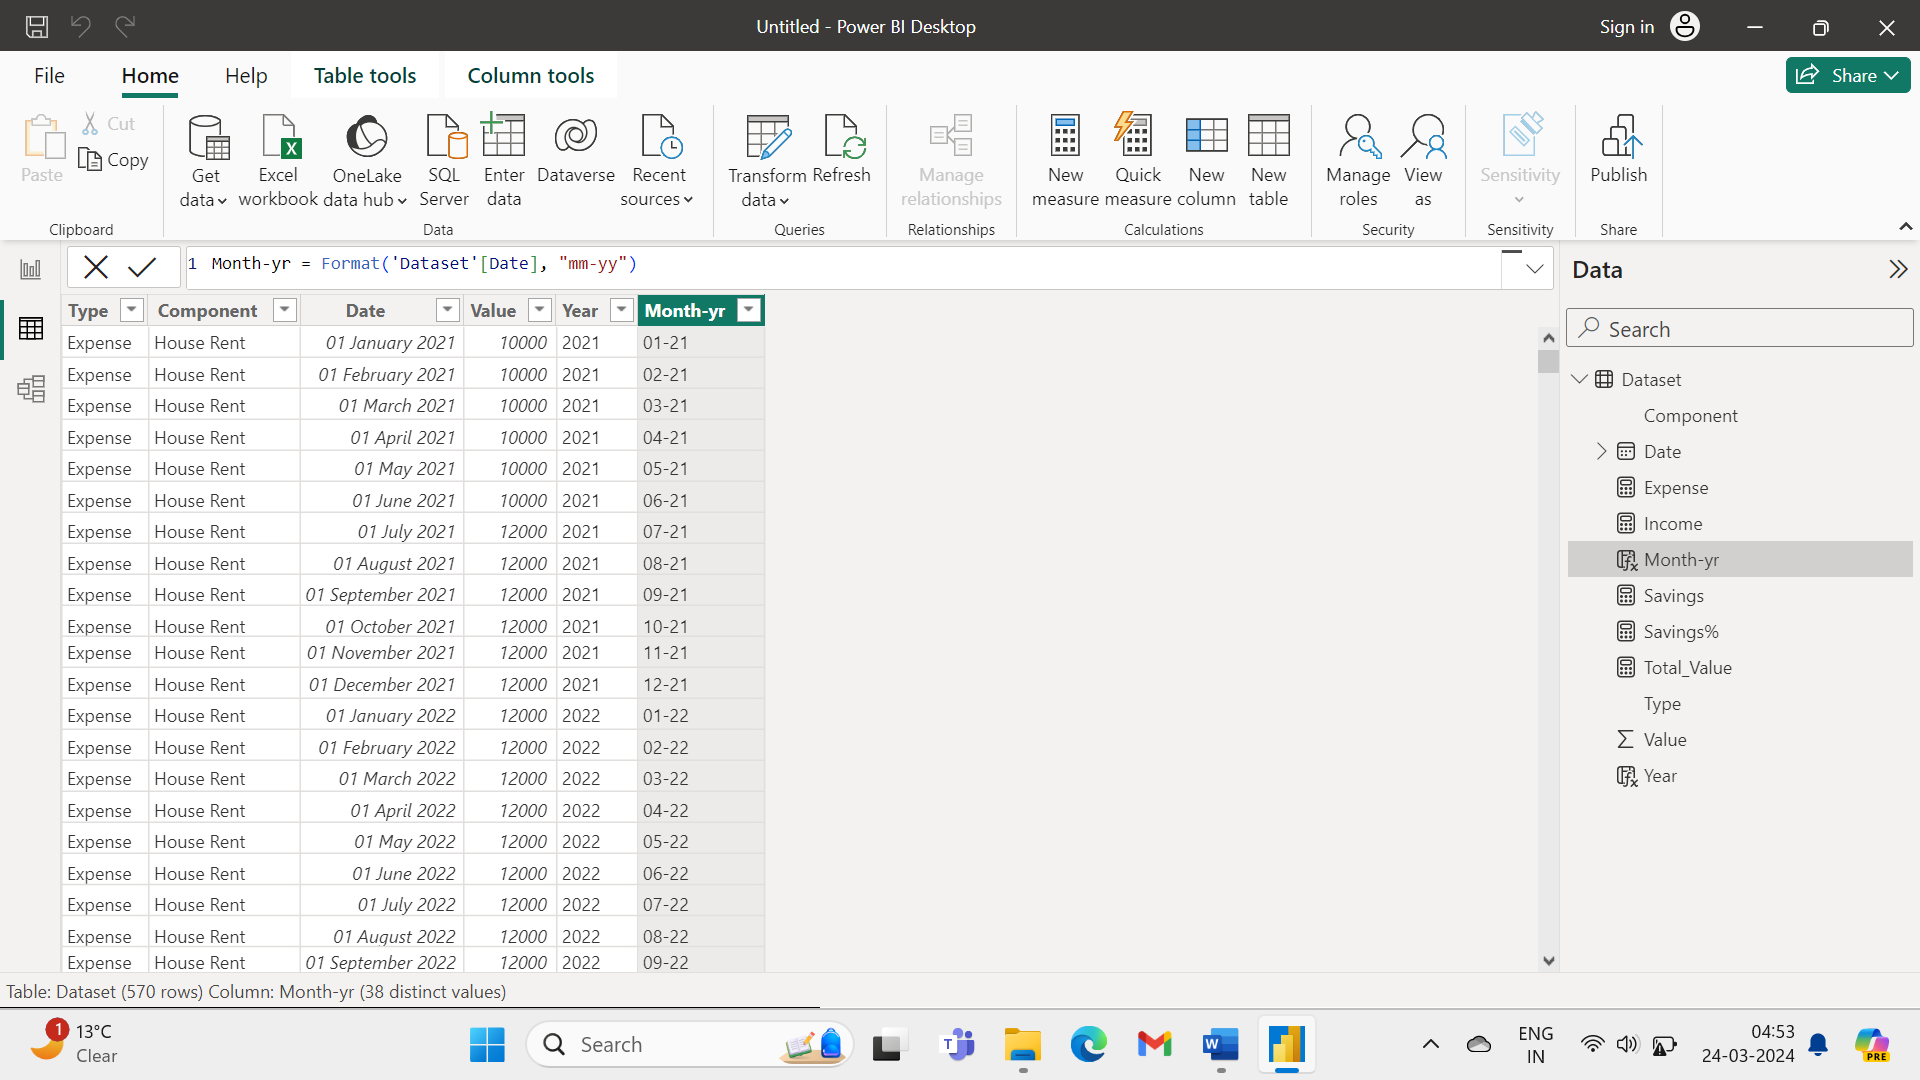 Untitled - Power BI Desktop
Sign in
File Home Help Table tools Column tools
Share
Paste Cut Copy
Get data Excel workbook OneLake data hub SQL Server Enter data Dataverse Recent sources
Transform data Refresh
Manage relationships
New measure Quick measure New column New table
Manage roles View as
Sensitivity
Publish
Clipboard Data Queries Relationships Calculations Security Sensitivity Share
1 Month-yr = Format('Dataset'[Date], "mm-yy")
Type Component Date Value Year Month-yr
Expense House Rent 01 January 2021 10000 2021 01-21
Expense House Rent 01 February 2021 10000 2021 02-21
Expense House Rent 01 March 2021 10000 2021 03-21
Expense House Rent 01 April 2021 10000 2021 04-21
Expense House Rent 01 May 2021 10000 2021 05-21
Expense House Rent 01 June 2021 10000 2021 06-21
Expense House Rent 01 July 2021 12000 2021 07-21
Expense House Rent 01 August 2021 12000 2021 08-21
Expense House Rent 01 September 2021 12000 2021 09-21
Expense House Rent 01 October 2021 12000 2021 10-21
Expense House Rent 01 November 2021 12000 2021 11-21
Expense House Rent 01 December 2021 12000 2021 12-21
Expense House Rent 01 January 2022 12000 2022 01-22
Expense House Rent 01 February 2022 12000 2022 02-22
Expense House Rent 01 March 2022 12000 2022 03-22
Expense House Rent 01 April 2022 12000 2022 04-22
Expense House Rent 01 May 2022 12000 2022 05-22
Expense House Rent 01 June 2022 12000 2022 06-22
Expense House Rent 01 July 2022 12000 2022 07-22
Expense House Rent 01 August 2022 12000 2022 08-22
Expense House Rent 01 September 2022 12000 2022 09-22
Table: Dataset (570 rows) Column: Month-yr (38 distinct values)
Data
Search
Dataset
Component
Date
Expense
Income
Month-yr
Savings
Savings%
Total_Value
Type
Value
Year
1
13°C
Clear
Search
ENG
IN
04:53
24-03-2024
PRE